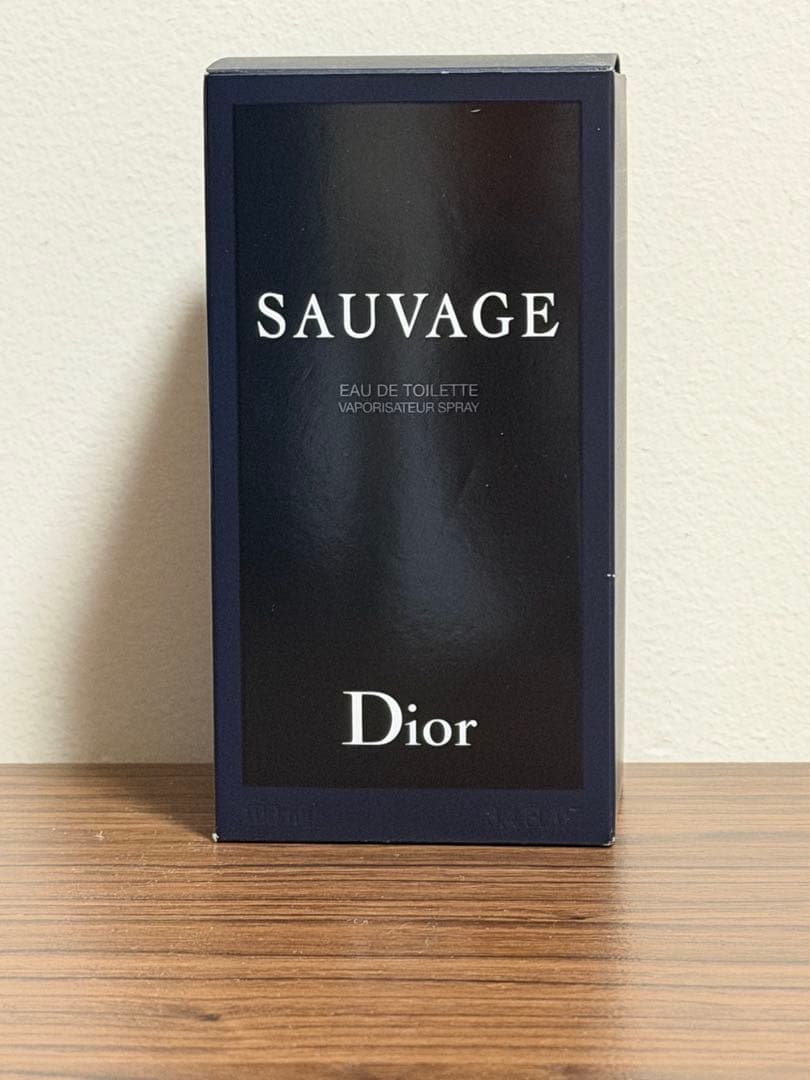 SAUVAGE
EAU DE TOILETTE
VAPORISATEUR SPRAY
Dior